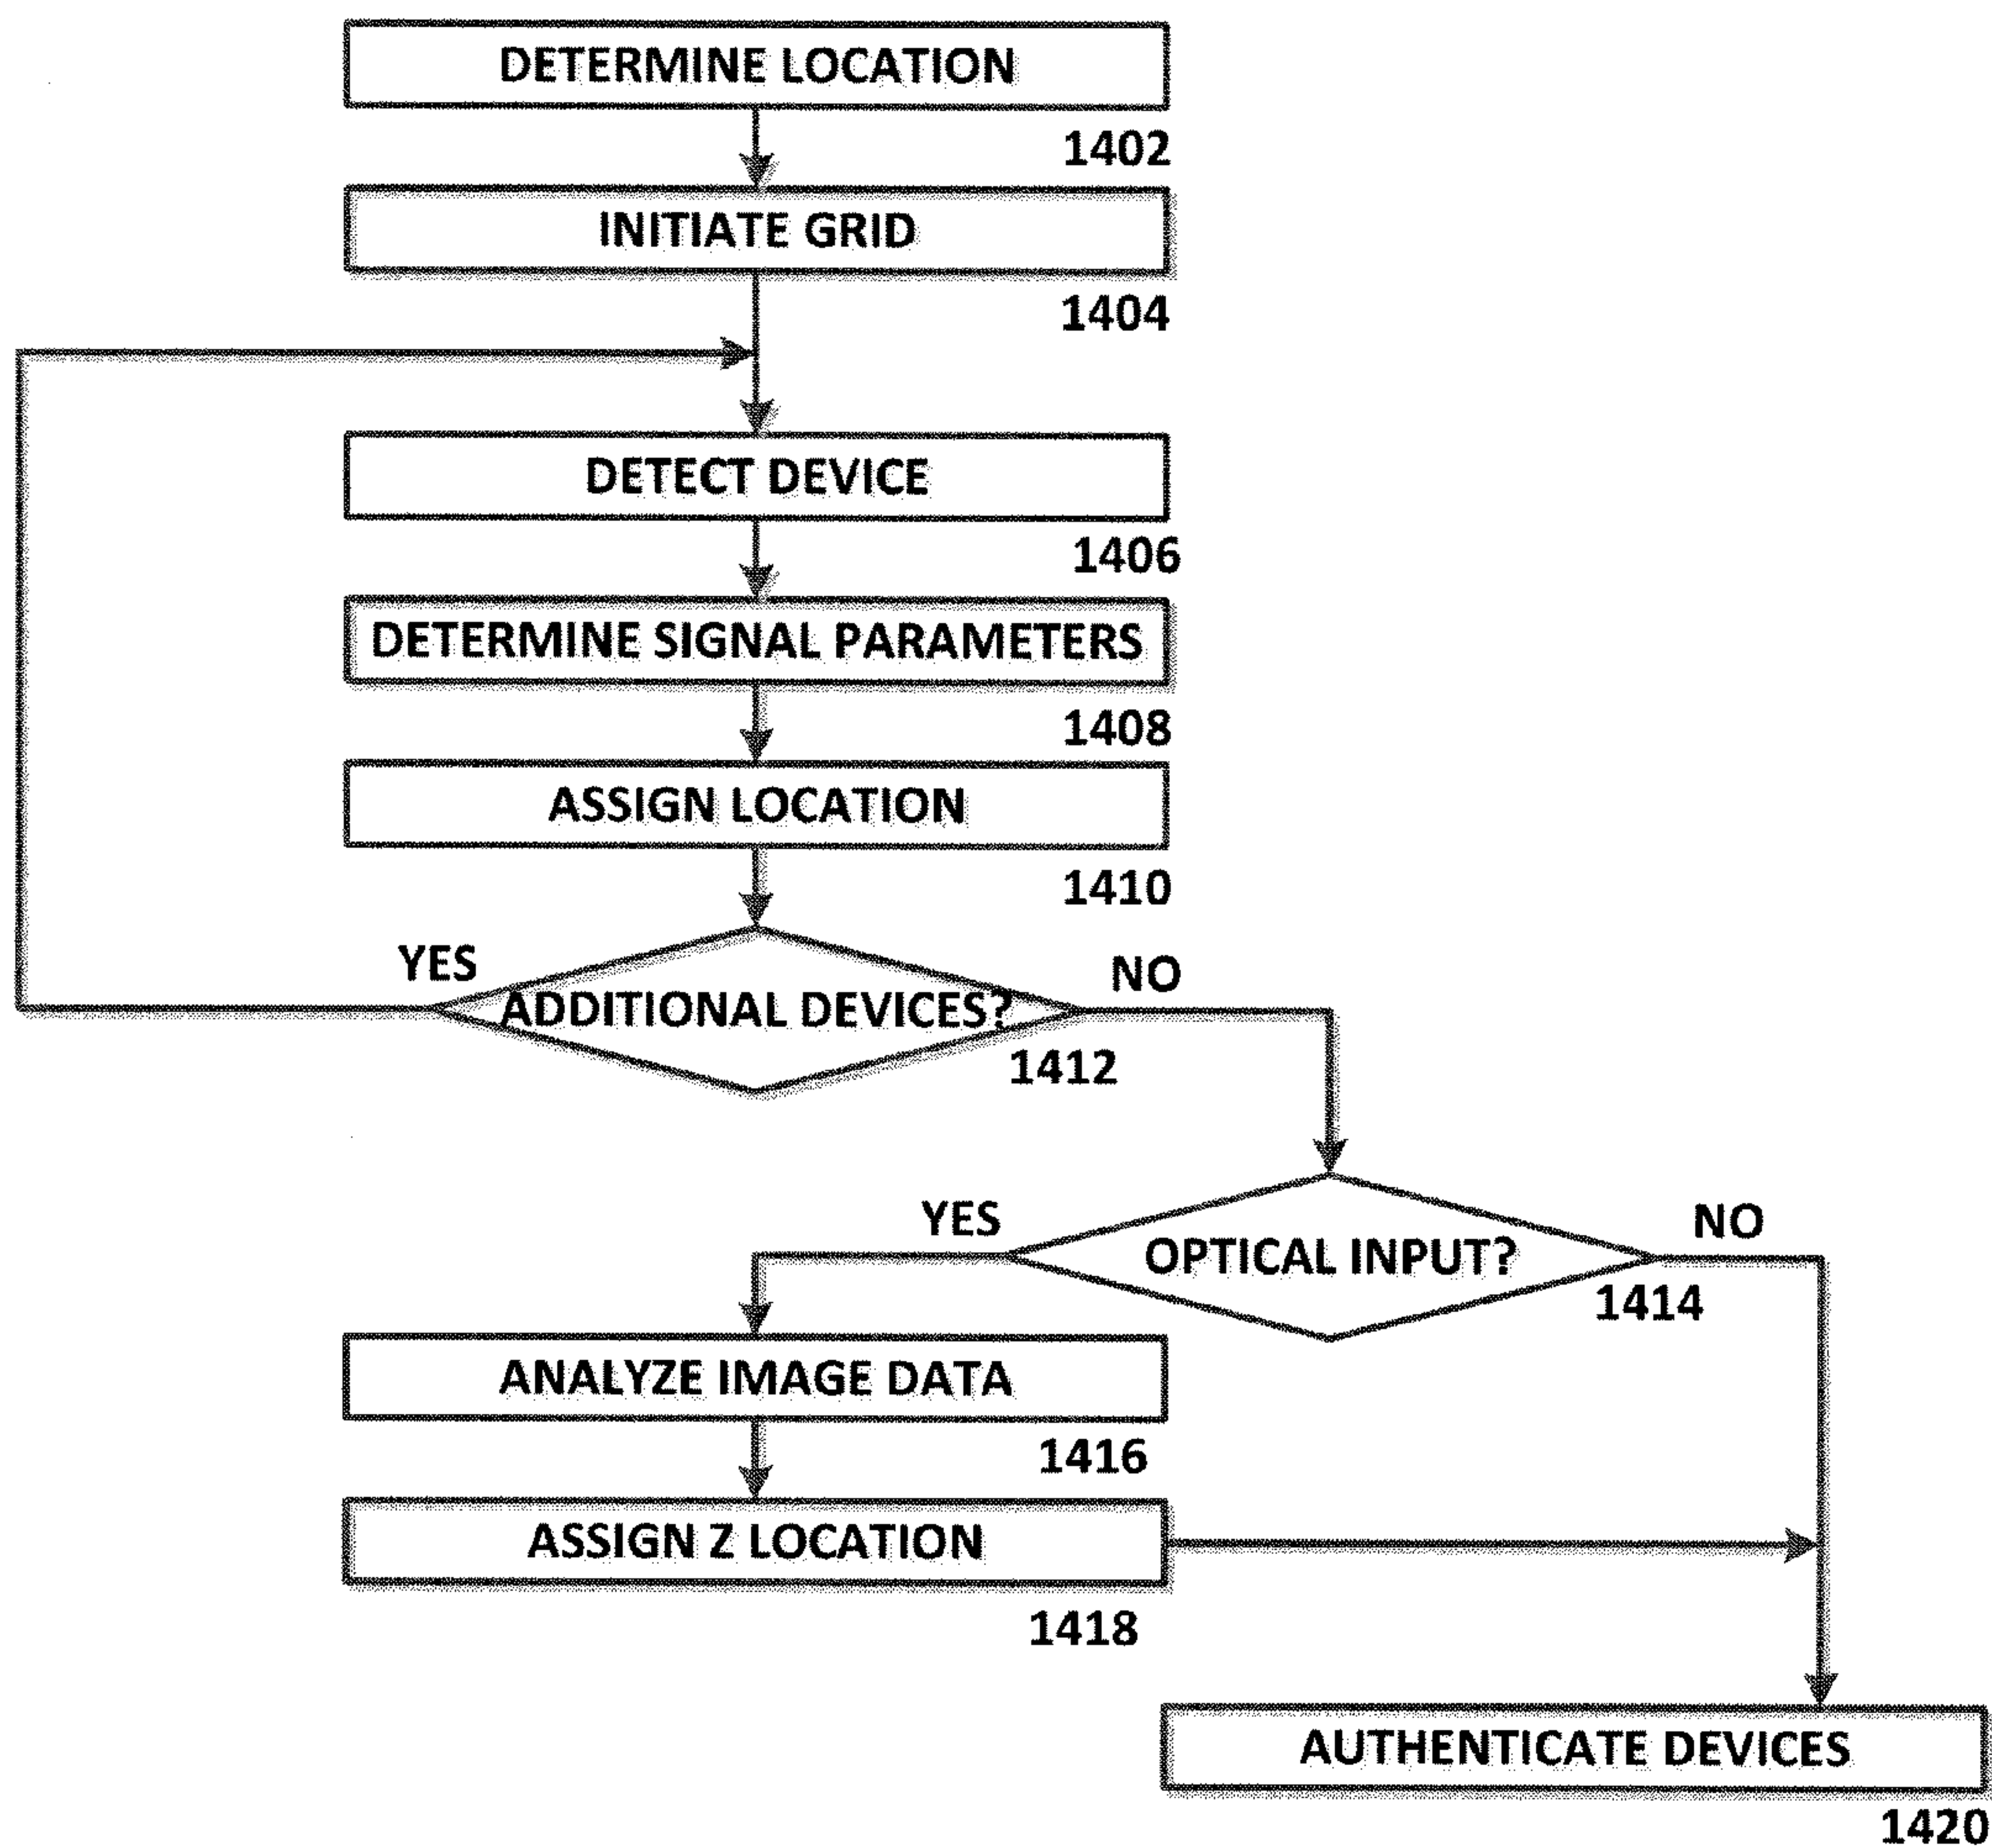 DETERMINE LOCATION
1402
INITIATE GRID
1404
DETECT DEVICE
1406
DETERMINE SIGNAL PARAMETERS
1408
ASSIGN LOCATION
1410
YES
NO
ADDITIONAL DEVICES?
1412
YES
NO
OPTICAL INPUT?
1414
ANALYZE IMAGE DATA
1416
ASSIGN Z LOCATION
1418
AUTHENTICATE DEVICES
1420